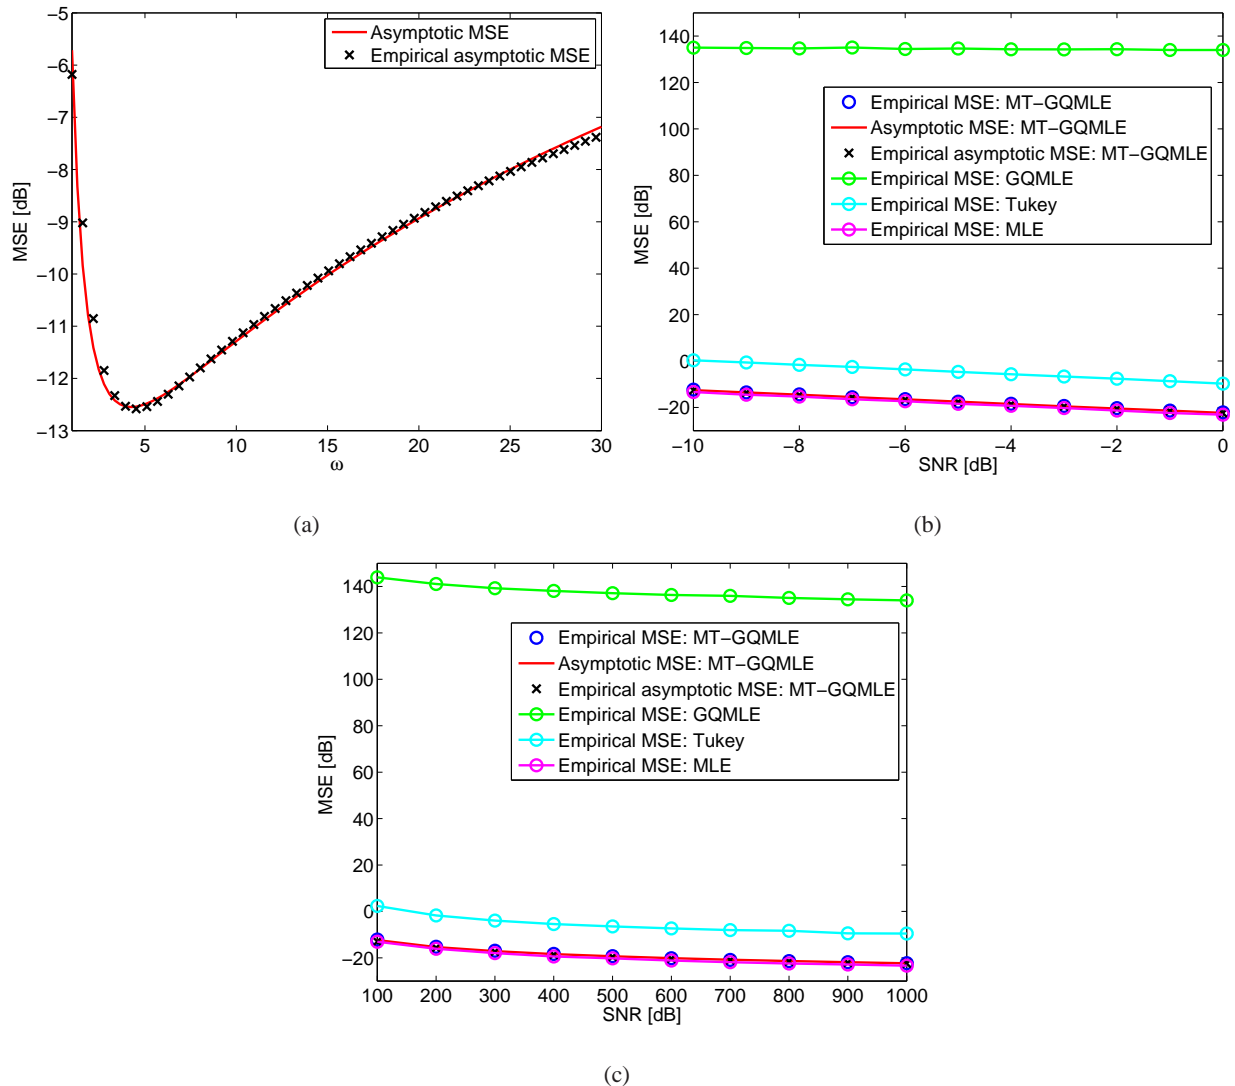 (a)
−5
−6
−7
−8
−9
−10
−11
−12
−13
MSE [dB]
Asymptotic MSE
Empirical asymptotic MSE
5 10 15 20 25 30
ω
(b)
140
120
100
80
60
40
20
0
−20
MSE [dB]
Empirical MSE: MT−GQMLE
Asymptotic MSE: MT−GQMLE
Empirical asymptotic MSE: MT−GQMLE
Empirical MSE: GQMLE
Empirical MSE: Tukey
Empirical MSE: MLE
−10 −8 −6 −4 −2 0
SNR [dB]
(a)
(b)
140
120
100
80
60
40
20
0
−20
MSE [dB]
Empirical MSE: MT−GQMLE
Asymptotic MSE: MT−GQMLE
Empirical asymptotic MSE: MT−GQMLE
Empirical MSE: GQMLE
Empirical MSE: Tukey
Empirical MSE: MLE
100 200 300 400 500 600 700 800 900 1000
SNR [dB]
(c)